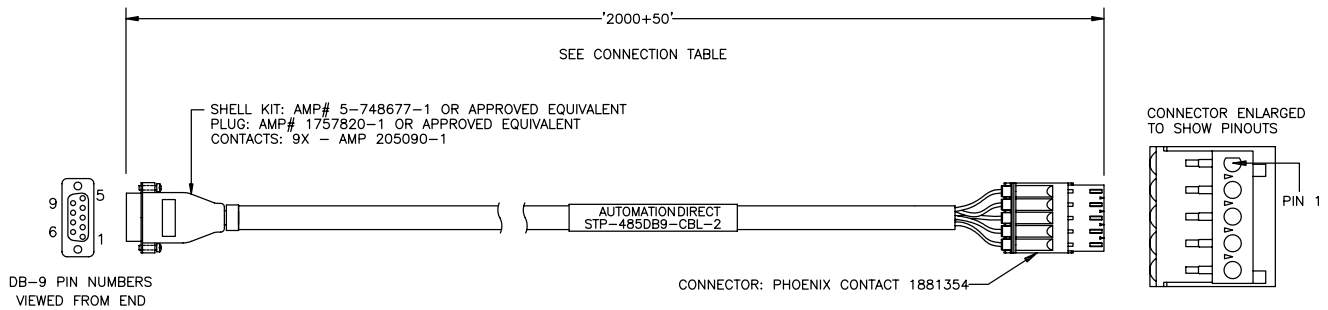 '2000+50'
SEE CONNECTION TABLE
SHELL KIT: AMP# 5-748677-1 OR APPROVED EQUIVALENT
PLUG: AMP# 1757820-1 OR APPROVED EQUIVALENT
CONTACTS: 9X - AMP 205090-1
CONNECTOR ENLARGED
TO SHOW PINOUTS
9
5
6
1
AUTOMATIONDIRECT
STP-485DB9-CBL-2
PIN 1
DB-9 PIN NUMBERS
VIEWED FROM END
CONNECTOR: PHOENIX CONTACT 1881354